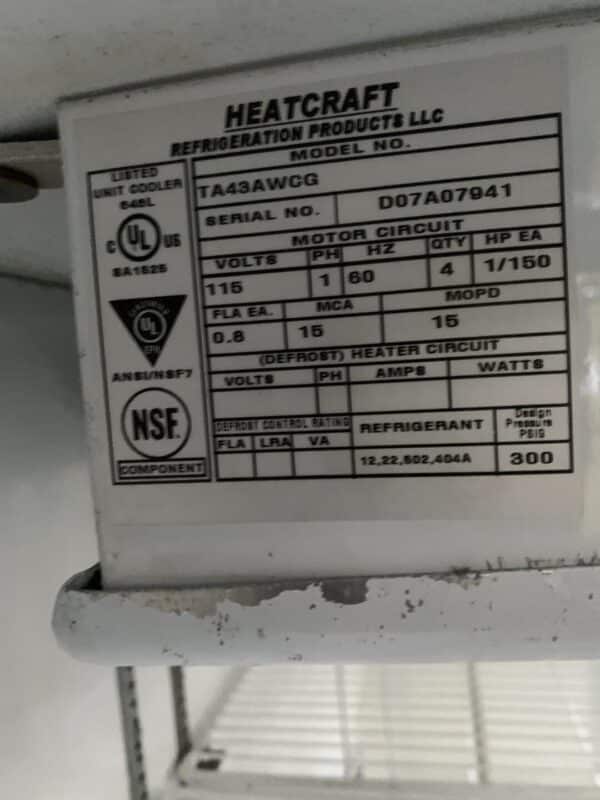 HEATCRAFT
REFRIGERATION PRODUCTS LLC
LISTED
UNIT COOLER
648L
C UL US
SA1525
UL
ANSI/NSF7
NSF.
COMPONENT
MODEL NO.
TA43AWCG
SERIAL NO. D07A07941
MOTOR CIRCUIT
VOLTS PH HZ QTY HP EA
115 1 60 4 1/150
FLA EA. MCA MOPD
0.8 15 15
(DEFROST) HEATER CIRCUIT
VOLTS PH AMPS WATTS
DEFROST CONTROL RATING REFRIGERANT Design Pressure PSIG
FLA LRA VA 12,22,502,404A 300